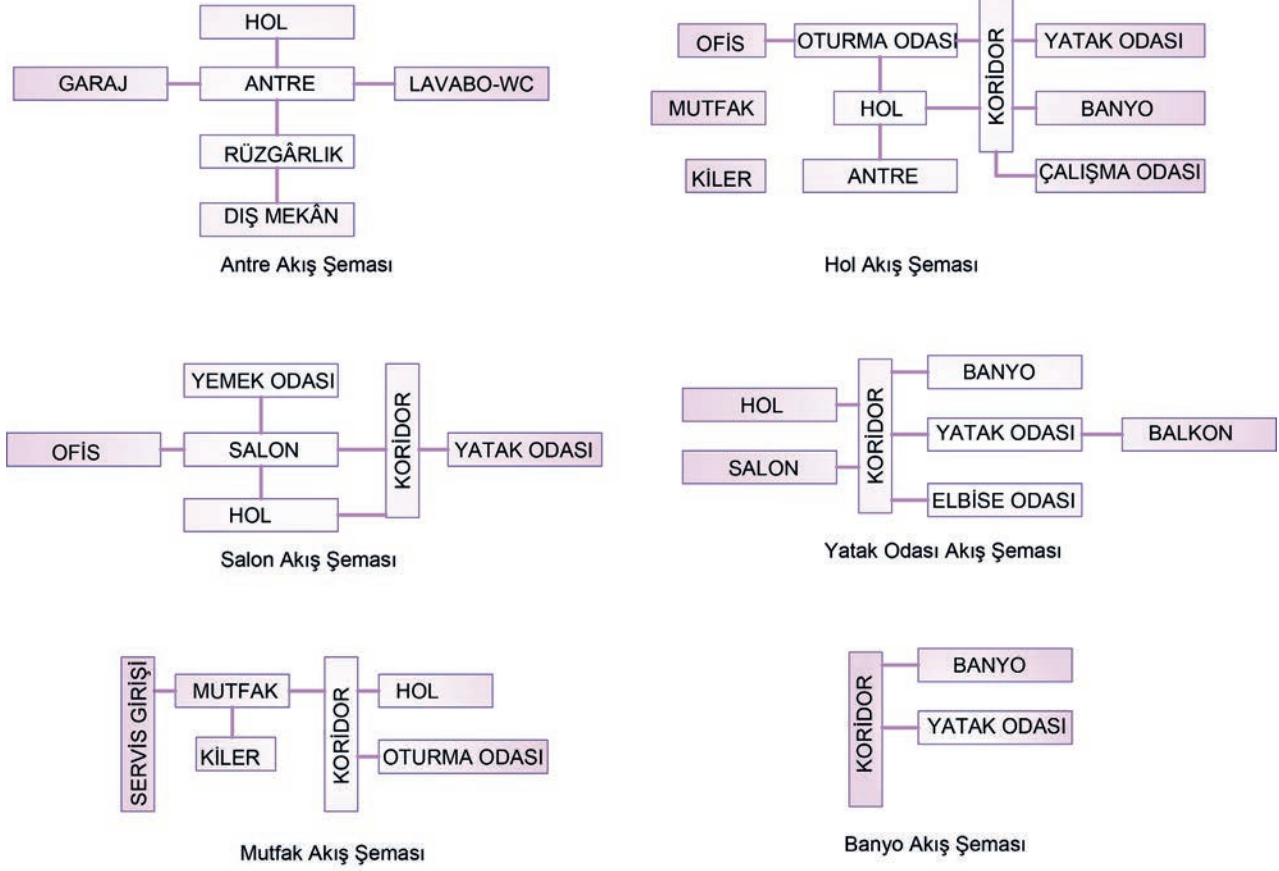 HOL
GARAJ
ANTRE
LAVABO-WC
RÜZGÂRLIK
DIŞ MEKÂN
Antre Akış Şeması
OFİS
OTURMA ODASI
KORİDOR
YATAK ODASI
MUTFAK
HOL
BANYO
KİLER
ANTRE
ÇALIŞMA ODASI
Hol Akış Şeması
YEMEK ODASI
OFİS
SALON
KORİDOR
YATAK ODASI
HOL
Salon Akış Şeması
HOL
SALON
KORİDOR
BANYO
YATAK ODASI
BALKON
ELBİSE ODASI
Yatak Odası Akış Şeması
SERVİS GİRİŞİ
MUTFAK
KİLER
KORİDOR
HOL
OTURMA ODASI
Mutfak Akış Şeması
KORİDOR
BANYO
YATAK ODASI
Banyo Akış Şeması